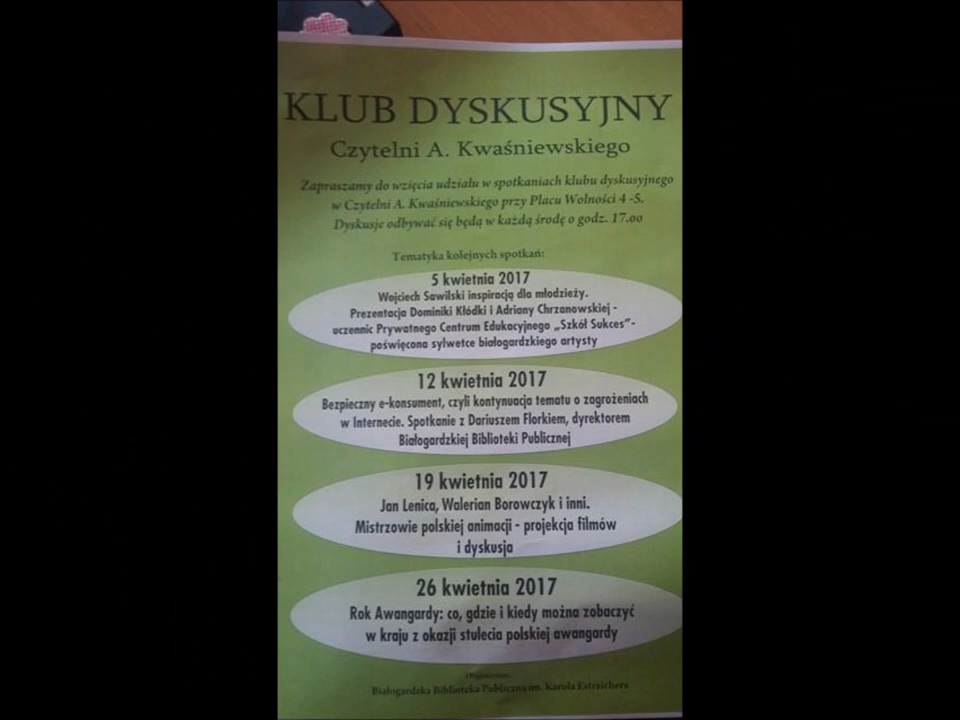 KLUB DYSKUSYJNY
Czytelni A. Kwaśniewskiego
Zapraszamy do wzięcia udziału w spotkaniach klubu dyskusyjnego
w Czytelni A. Kwaśniewskiego przy Placu Wolności 4 -5.
Dyskusje odbywać się będą w każdą środę o godz. 17.00
Tematyka kolejnych spotkań:
5 kwietnia 2017
Wojciech Sawilski inspiracją dla młodzieży.
Prezentacja Dominiki Kłódki i Adriany Chrzanowskiej -
uczennic Prywatnego Centrum Edukacyjnego „Szkół Sukces"-
poświęcona sylwetce białogardzkiego artysty
12 kwietnia 2017
Bezpieczny e-konsument, czyli kontynuacja tematu o zagrożeniach
w Internecie. Spotkanie z Dariuszem Florkiem, dyrektorem
Białogardzkiej Biblioteki Publicznej
19 kwietnia 2017
Jan Lenica, Walerian Borowczyk i inni.
Mistrzowie polskiej animacji - projekcja filmów
i dyskusja
26 kwietnia 2017
Rok Awangardy: co, gdzie i kiedy można zobaczyć
w kraju z okazji stulecia polskiej awangardy
Białogardzka Biblioteka Publiczna im. Karola Estreichera